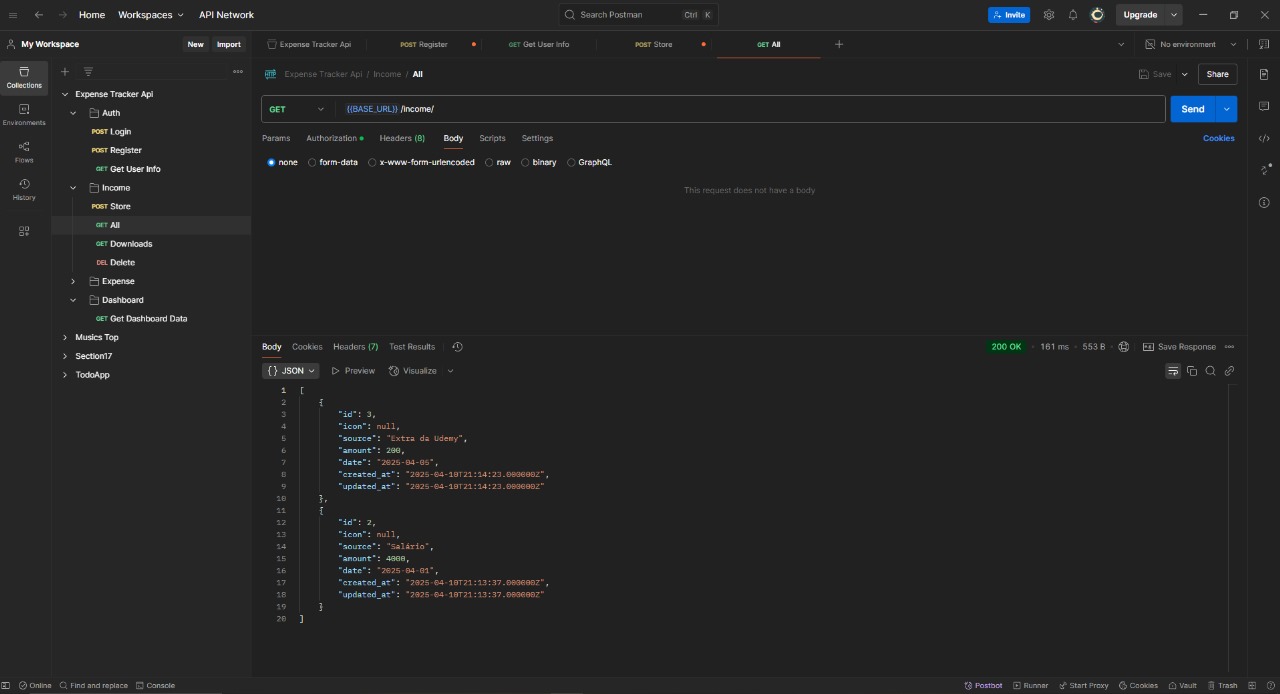 Home Workspaces API Network Search Postman Ctrl K Invite Upgrade
My Workspace New Import Expense Tracker Api POST Register GET Get User Info POST Store GET All No environment
Collections
Environments
Flows
History
Expense Tracker Api
Auth
POST Login
POST Register
GET Get User Info
Income
POST Store
GET All
GET Downloads
DEL Delete
Expense
Dashboard
GET Get Dashboard Data
Musics Top
Section17
TodoApp
HTTP Expense Tracker Api / Income / All Save Share
GET {{BASE_URL}} /income/ Send
Params Authorization Headers (8) Body Scripts Settings Cookies
none form-data x-www-form-urlencoded raw binary GraphQL
This request does not have a body
Body Cookies Headers (7) Test Results 200 OK 161 ms 553 B Save Response
{} JSON Preview Visualize
1 [
2 {
3 "id": 3,
4 "icon": null,
5 "source": "Extra da Udemy",
6 "amount": 200,
7 "date": "2025-04-05",
8 "created_at": "2025-04-10T21:14:23.000000Z",
9 "updated_at": "2025-04-10T21:14:23.000000Z"
10 },
11 {
12 "id": 2,
13 "icon": null,
14 "source": "Salário",
15 "amount": 4000,
16 "date": "2025-04-01",
17 "created_at": "2025-04-10T21:13:37.000000Z",
18 "updated_at": "2025-04-10T21:13:37.000000Z"
19 }
20 ]
Online Find and replace Console Postbot Runner Start Proxy Cookies Vault Trash